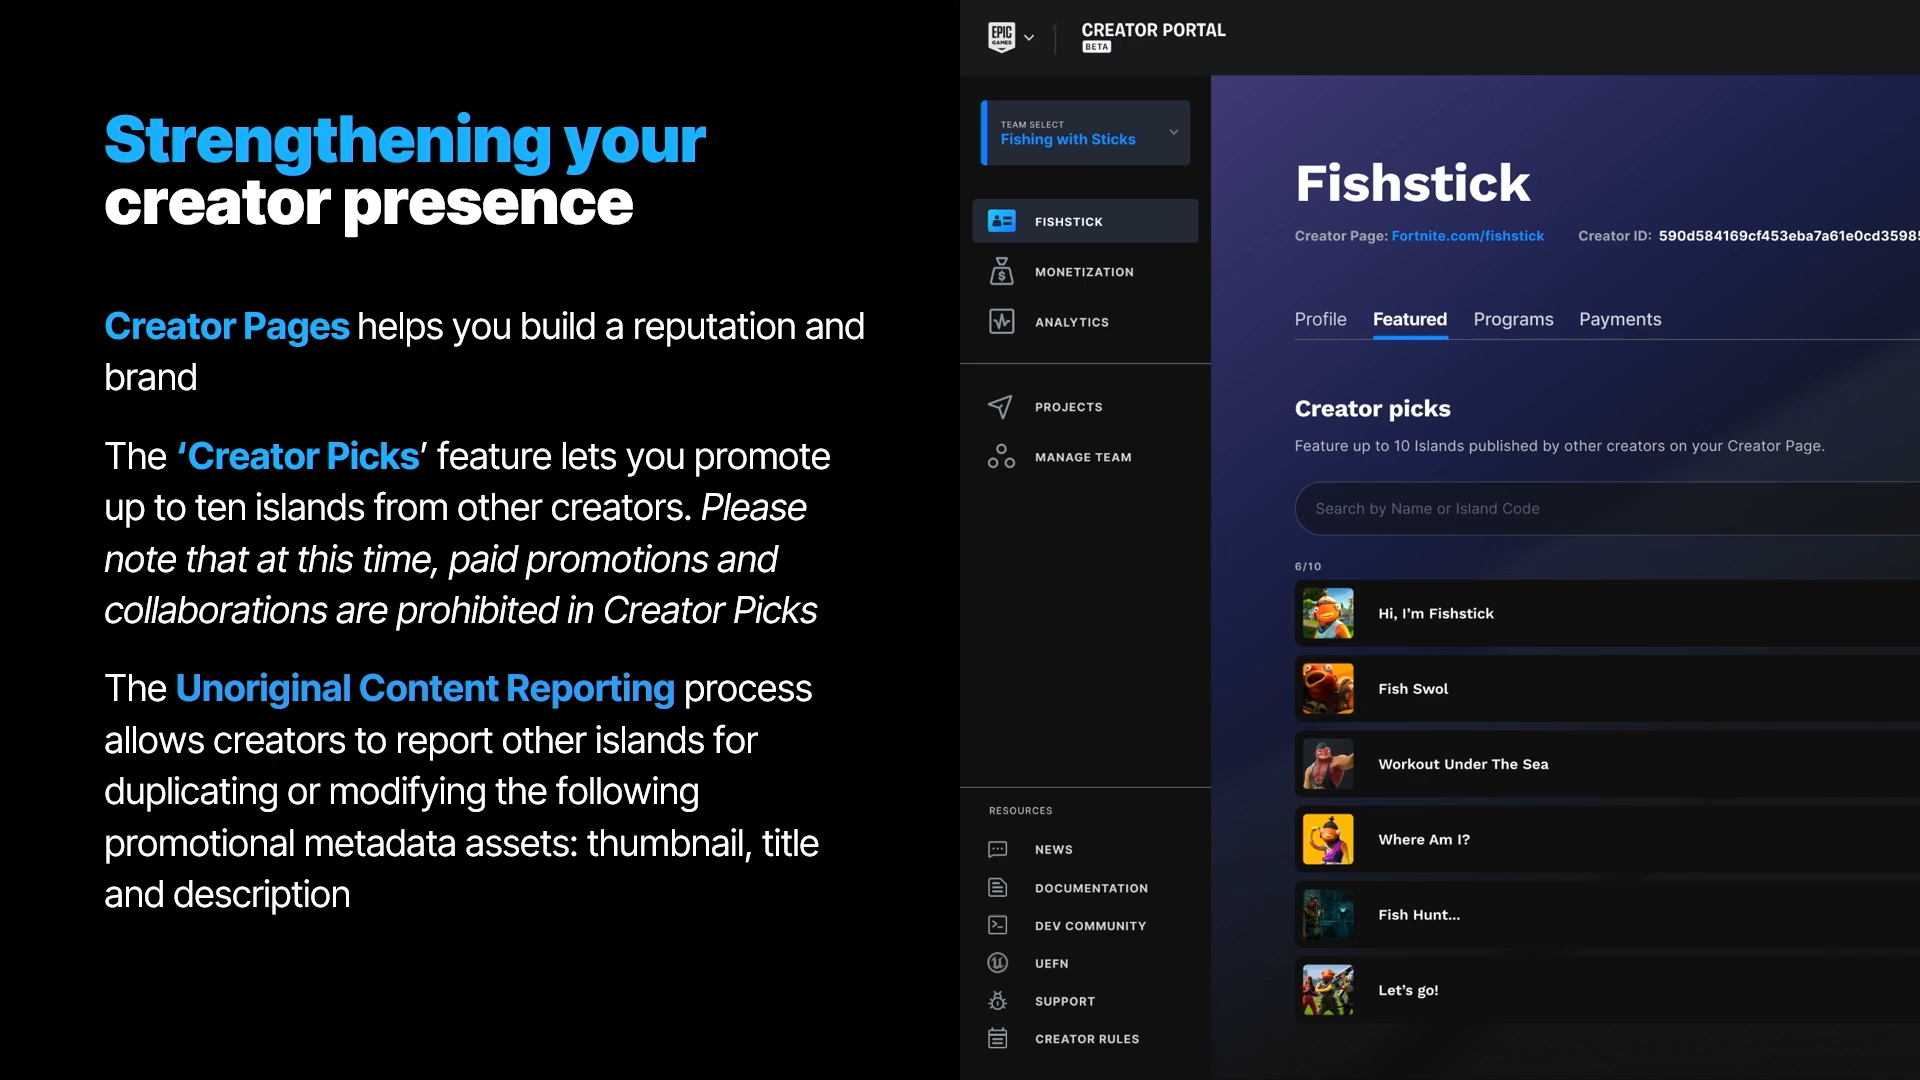 Strengthening your
creator presence
Creator Pages helps you build a reputation and
brand
The ‘Creator Picks’ feature lets you promote
up to ten islands from other creators. Please
note that at this time, paid promotions and
collaborations are prohibited in Creator Picks
The Unoriginal Content Reporting process
allows creators to report other islands for
duplicating or modifying the following
promotional metadata assets: thumbnail, title
and description
EPIC
GAMES
CREATOR PORTAL
BETA
TEAM SELECT
Fishing with Sticks
FISHSTICK
MONETIZATION
ANALYTICS
PROJECTS
MANAGE TEAM
RESOURCES
NEWS
DOCUMENTATION
DEV COMMUNITY
UEFN
SUPPORT
CREATOR RULES
Fishstick
Creator Page: Fortnite.com/fishstick Creator ID: 590d584169cf453eba7a61e0cd3598
Profile Featured Programs Payments
Creator picks
Feature up to 10 Islands published by other creators on your Creator Page.
Search by Name or Island Code
6/10
Hi, I’m Fishstick
Fish Swol
Workout Under The Sea
Where Am I?
Fish Hunt...
Let’s go!